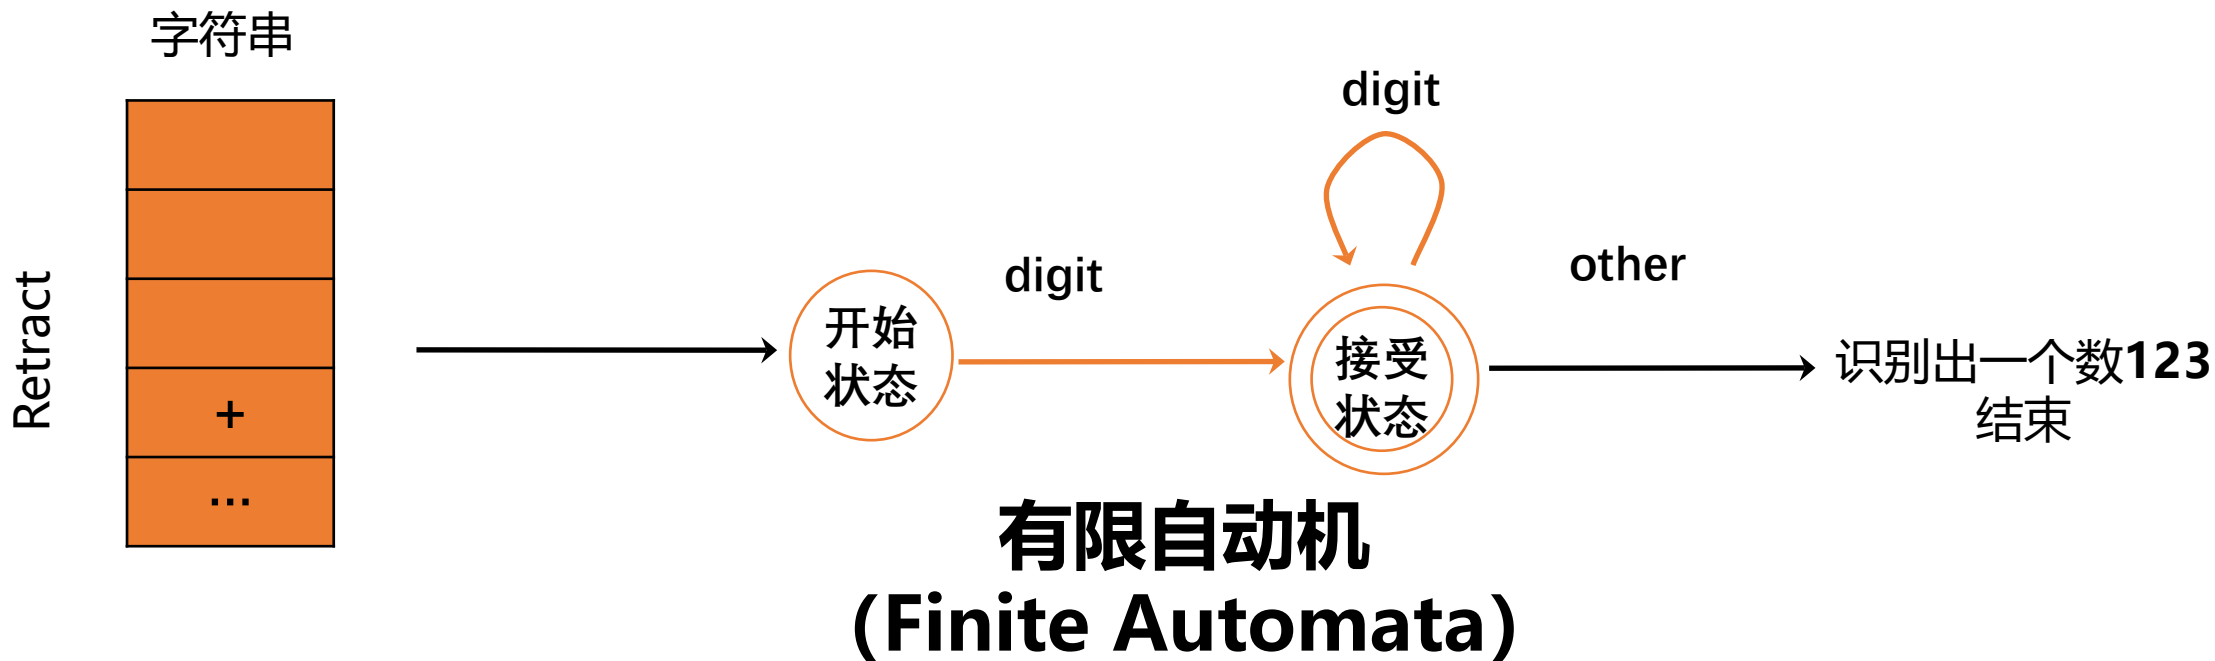 字符串
Retract
+
...
开始
状态
digit
digit
接受
状态
other
识别出一个数123
结束
有限自动机
（Finite Automata）